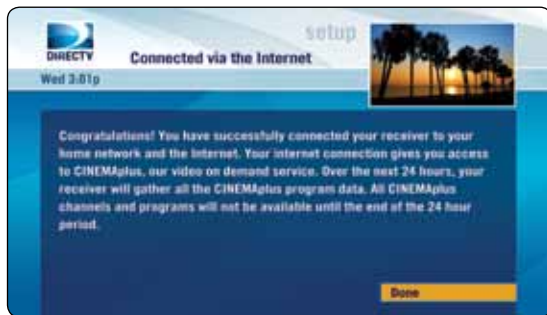 setup
DIRECTV
Connected via the Internet
Wed 3:01p
Congratulations! You have successfully connected your receiver to your
home network and the Internet. Your internet connection gives you access
to CINEMAplus, our video on demand service. Over the next 24 hours, your
receiver will gather all the CINEMAplus program data. All CINEMAplus
channels and programs will not be available until the end of the 24 hour
period.
Done